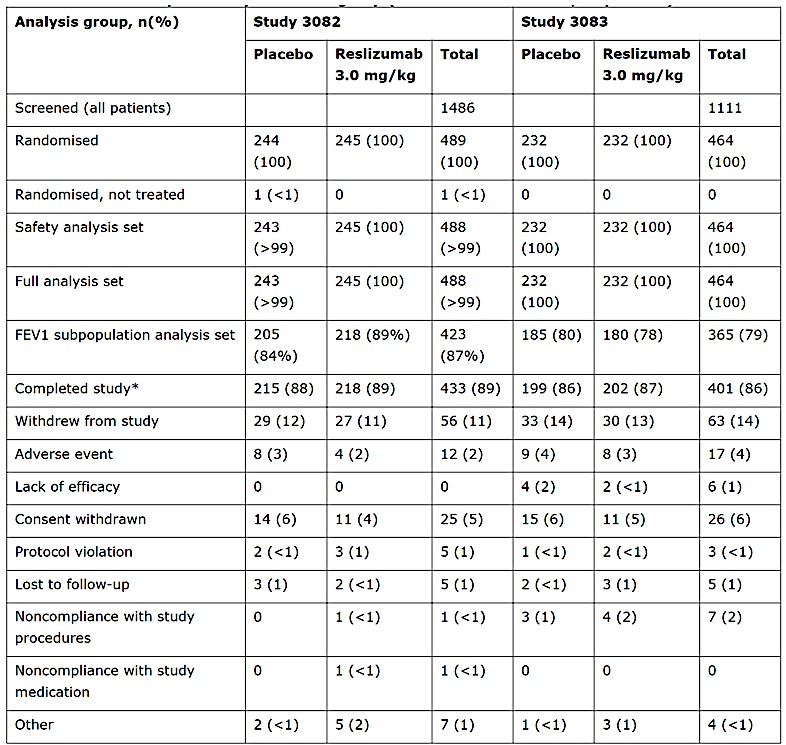 Analysis group, n(%) Study 3082 Study 3083
Placebo Reslizumab 3.0 mg/kg Total Placebo Reslizumab 3.0 mg/kg Total
Screened (all patients) 1486 1111
Randomised 244 (100) 245 (100) 489 (100) 232 (100) 232 (100) 464 (100)
Randomised, not treated 1 (<1) 0 1 (<1) 0 0 0
Safety analysis set 243 (>99) 245 (100) 488 (>99) 232 (100) 232 (100) 464 (100)
Full analysis set 243 (>99) 245 (100) 488 (>99) 232 (100) 232 (100) 464 (100)
FEV1 subpopulation analysis set 205 (84%) 218 (89%) 423 (87%) 185 (80) 180 (78) 365 (79)
Completed study* 215 (88) 218 (89) 433 (89) 199 (86) 202 (87) 401 (86)
Withdrew from study 29 (12) 27 (11) 56 (11) 33 (14) 30 (13) 63 (14)
Adverse event 8 (3) 4 (2) 12 (2) 9 (4) 8 (3) 17 (4)
Lack of efficacy 0 0 0 4 (2) 2 (<1) 6 (1)
Consent withdrawn 14 (6) 11 (4) 25 (5) 15 (6) 11 (5) 26 (6)
Protocol violation 2 (<1) 3 (1) 5 (1) 1 (<1) 2 (<1) 3 (<1)
Lost to follow-up 3 (1) 2 (<1) 5 (1) 2 (<1) 3 (1) 5 (1)
Noncompliance with study procedures 0 1 (<1) 1 (<1) 3 (1) 4 (2) 7 (2)
Noncompliance with study medication 0 1 (<1) 1 (<1) 0 0 0
Other 2 (<1) 5 (2) 7 (1) 1 (<1) 3 (1) 4 (<1)